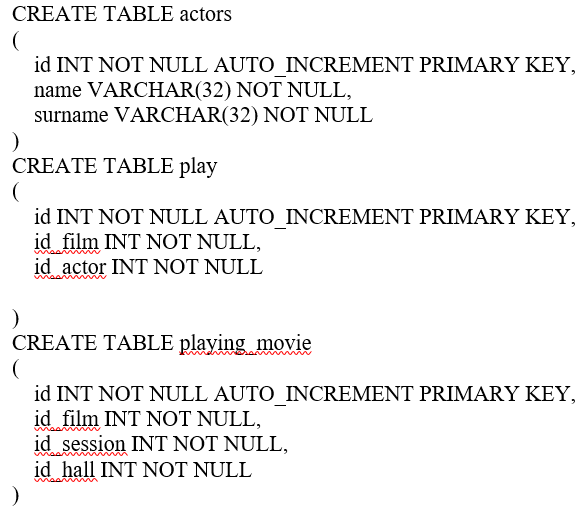 CREATE TABLE actors
(
id INT NOT NULL AUTO_INCREMENT PRIMARY KEY,
name VARCHAR(32) NOT NULL,
surname VARCHAR(32) NOT NULL
)
CREATE TABLE play
(
id INT NOT NULL AUTO_INCREMENT PRIMARY KEY,
id_film INT NOT NULL,
id_actor INT NOT NULL
)
CREATE TABLE playing_movie
(
id INT NOT NULL AUTO_INCREMENT PRIMARY KEY,
id_film INT NOT NULL,
id_session INT NOT NULL,
id_hall INT NOT NULL
)